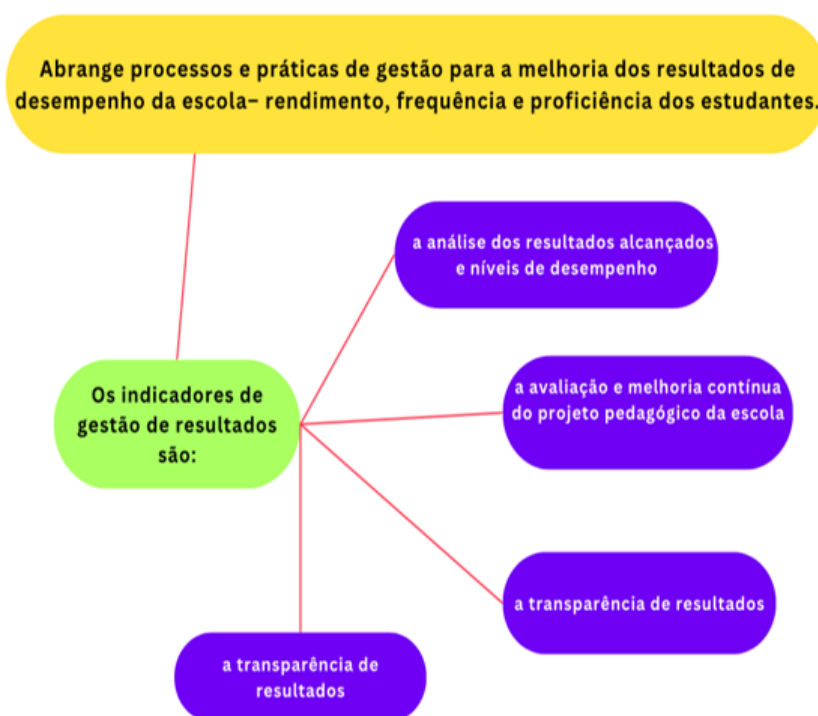 Abrange processos e práticas de gestão para a melhoria dos resultados de
desempenho da escola– rendimento, frequência e proficiência dos estudantes.
a análise dos resultados alcançados
e níveis de desempenho
Os indicadores de
gestão de resultados
são:
a avaliação e melhoria contínua
do projeto pedagógico da escola
a transparência de resultados
a transparência de
resultados